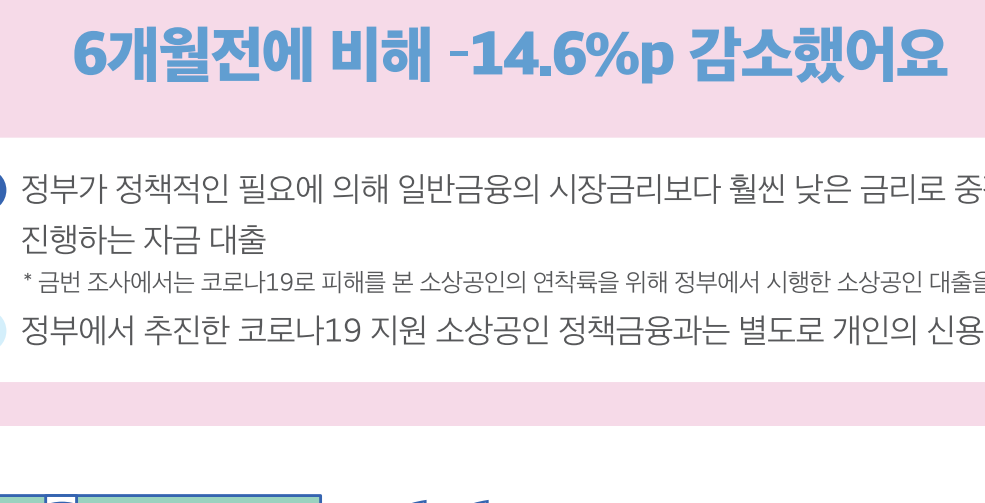 6개월전에 비해 -14.6%p 감소했어요
정부가 정책적인 필요에 의해 일반금융의 시장금리보다 훨씬 낮은 금리로
진행하는 자금 대출
* 금번 조사에서는 코로나19로 피해를 본 소상공인의 연착륙을 위해 정부에서 시행한 소상공인 대출을
정부에서 추진한 코로나19 지원 소상공인 정책금융과는 별도로 개인의 신용